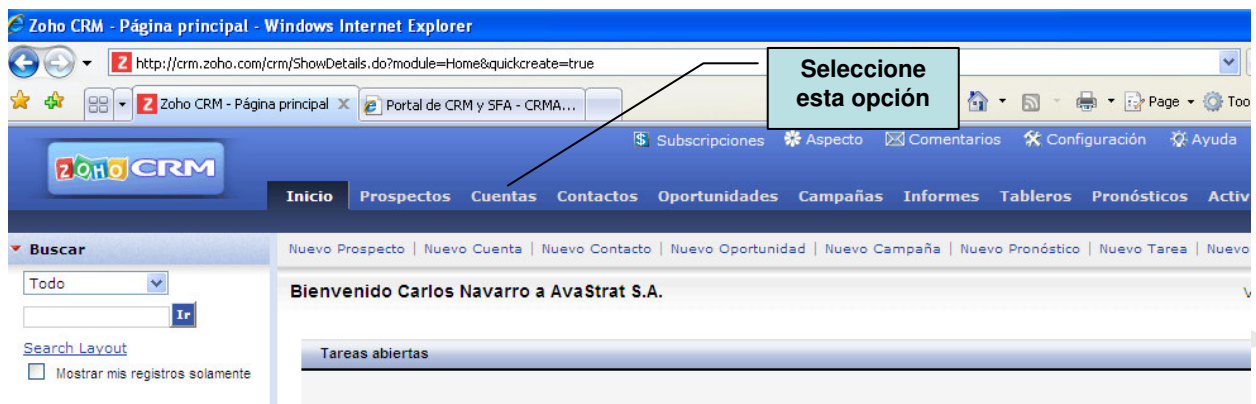 Zoho CRM - Página principal - Windows Internet Explorer
http://crm.zoho.com/crm/ShowDetails.do?module=Home&quickcreate=true
Seleccione
esta opción
Zoho CRM - Página principal
Portal de CRM y SFA - CRMA...
Page
Too
Subscripciones Aspecto Comentarios Configuración Ayuda
ZOHO CRM
Inicio Prospectos Cuentas Contactos Oportunidades Campañas Informes Tableros Pronósticos Activ
Buscar
Nuevo Prospecto | Nuevo Cuenta | Nuevo Contacto | Nuevo Oportunidad | Nuevo Campaña | Nuevo Pronóstico | Nuevo Tarea | Nuevo
Todo
Bienvenido Carlos Navarro a AvaStrat S.A.
Ir
Search Layout
Tareas abiertas
Mostrar mis registros solamente